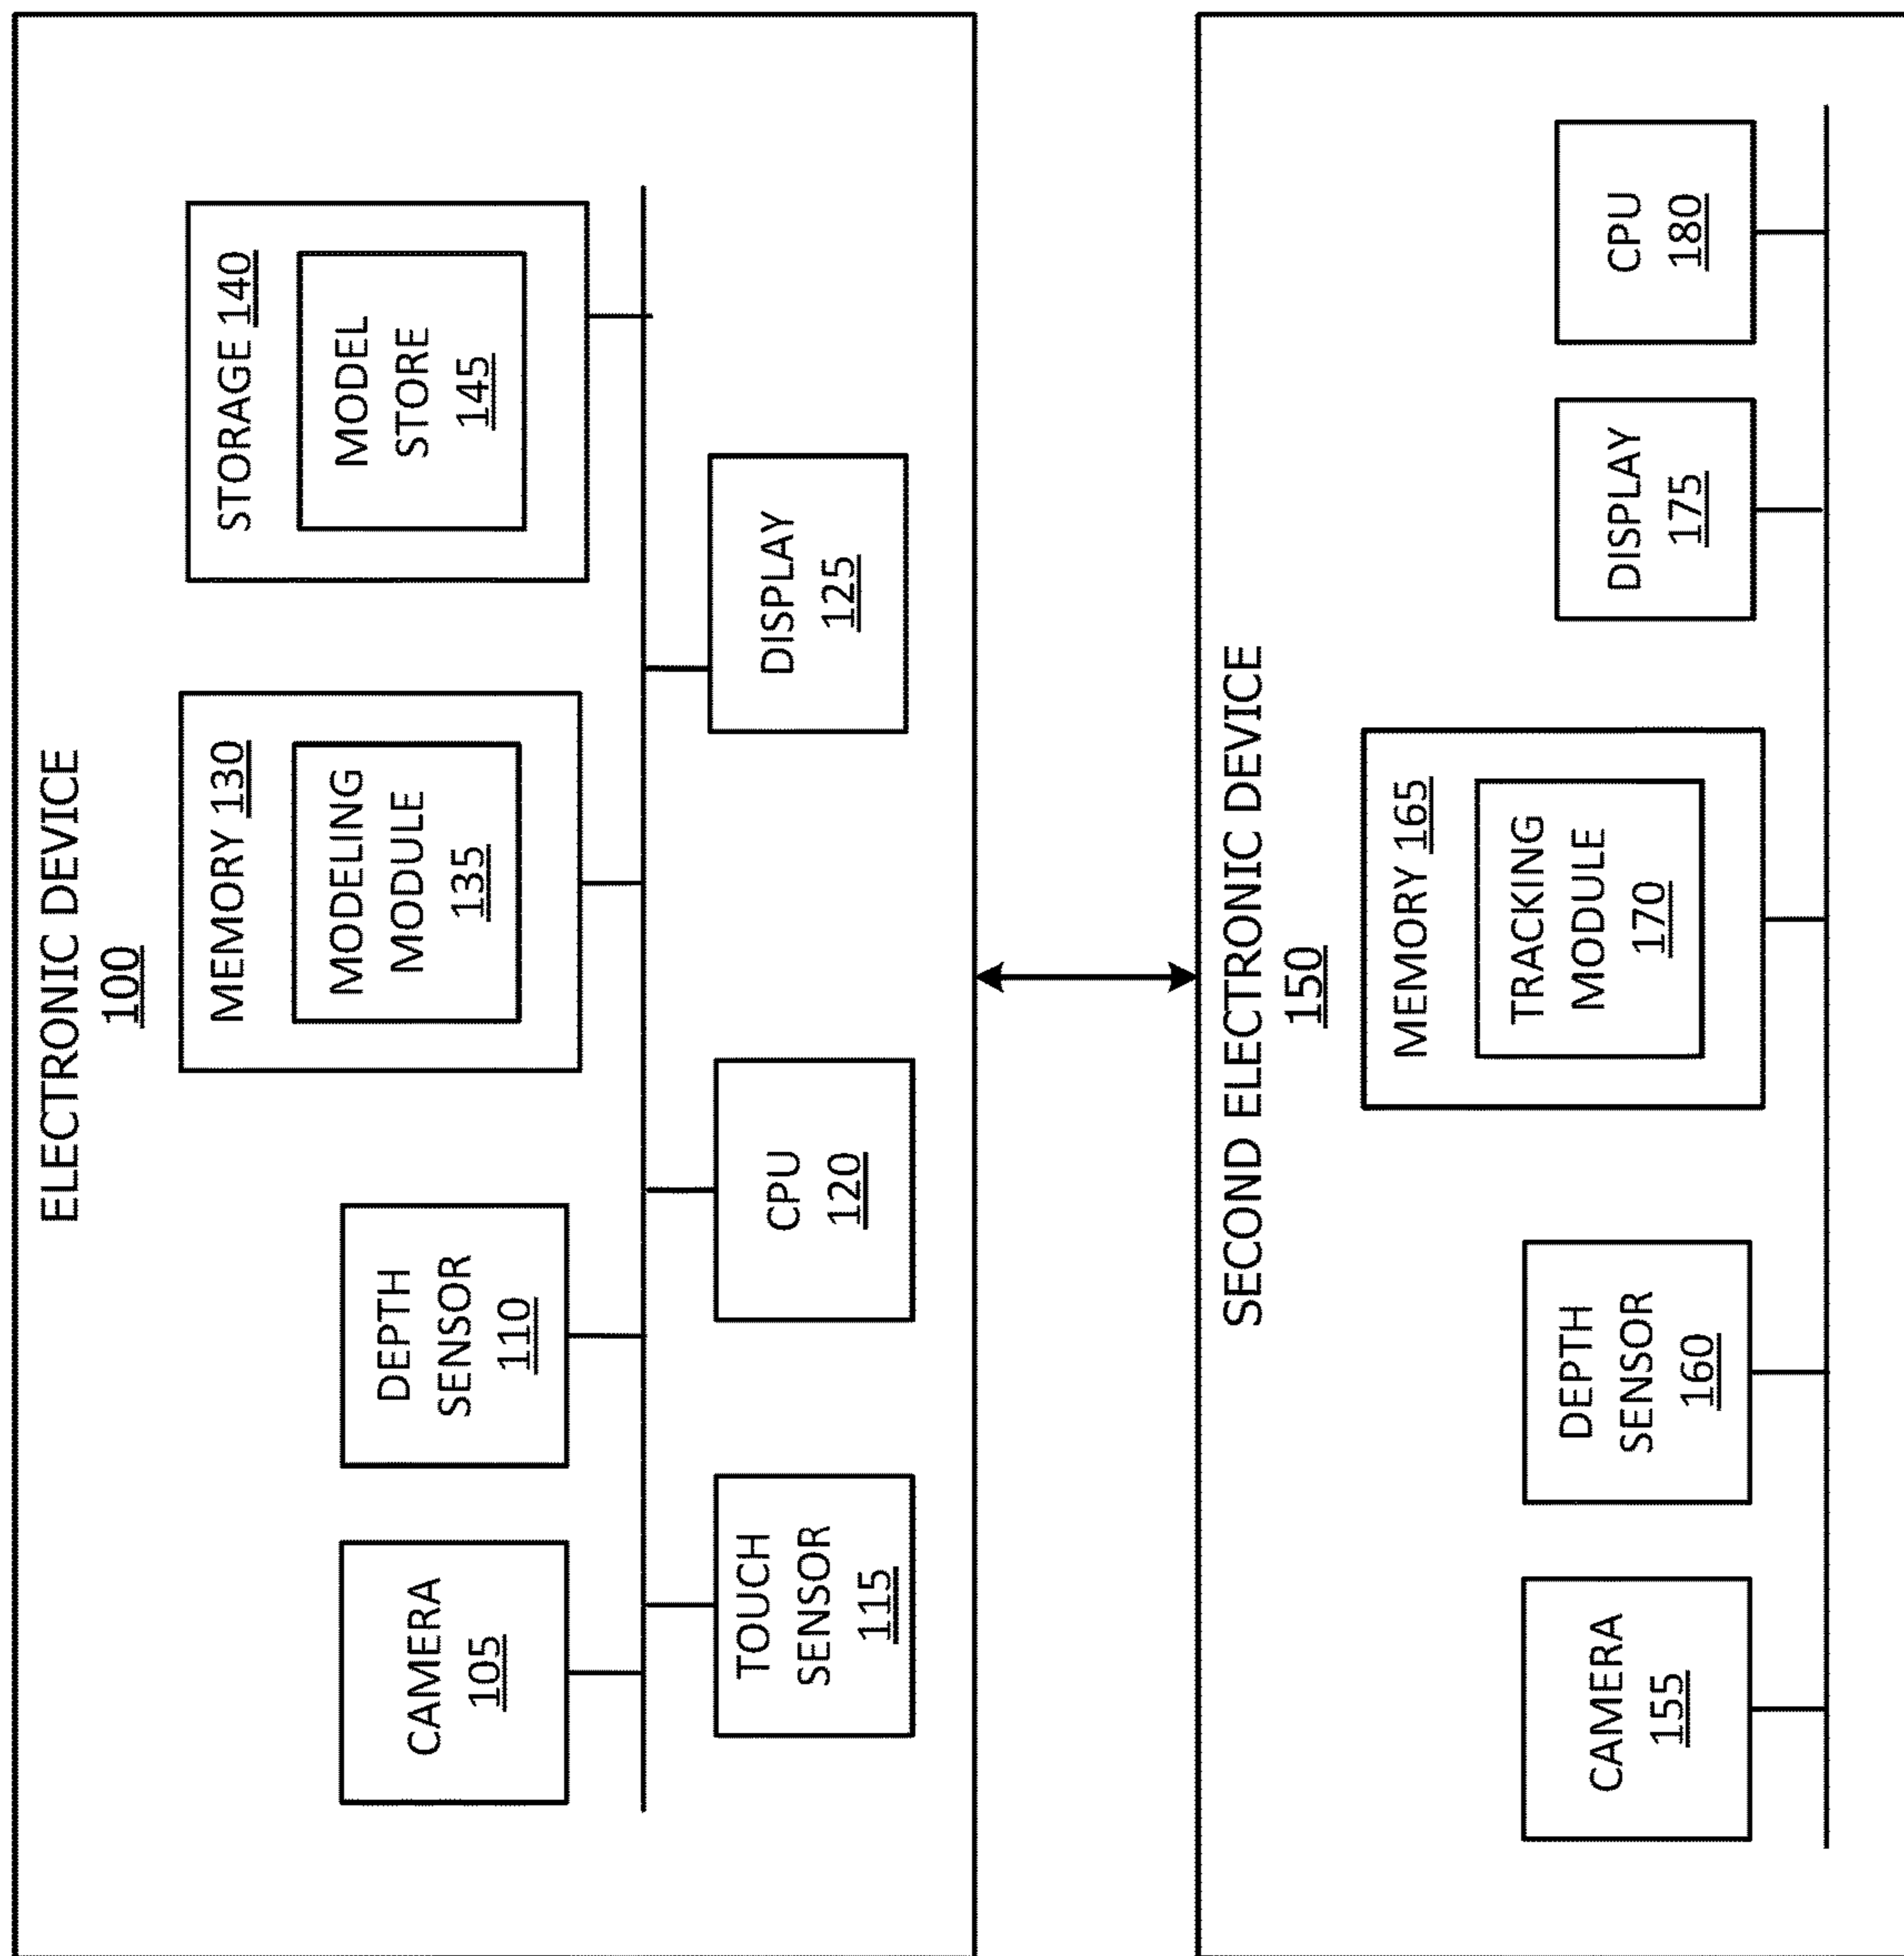 ELECTRONIC DEVICE
100
CAMERA
105
DEPTH
SENSOR
110
MEMORY 130
MODELING
MODULE
135
STORAGE 140
MODEL
STORE
145
TOUCH
SENSOR
115
CPU
120
DISPLAY
125
SECOND ELECTRONIC DEVICE
150
CAMERA
155
DEPTH
SENSOR
160
MEMORY 165
TRACKING
MODULE
170
DISPLAY
175
CPU
180